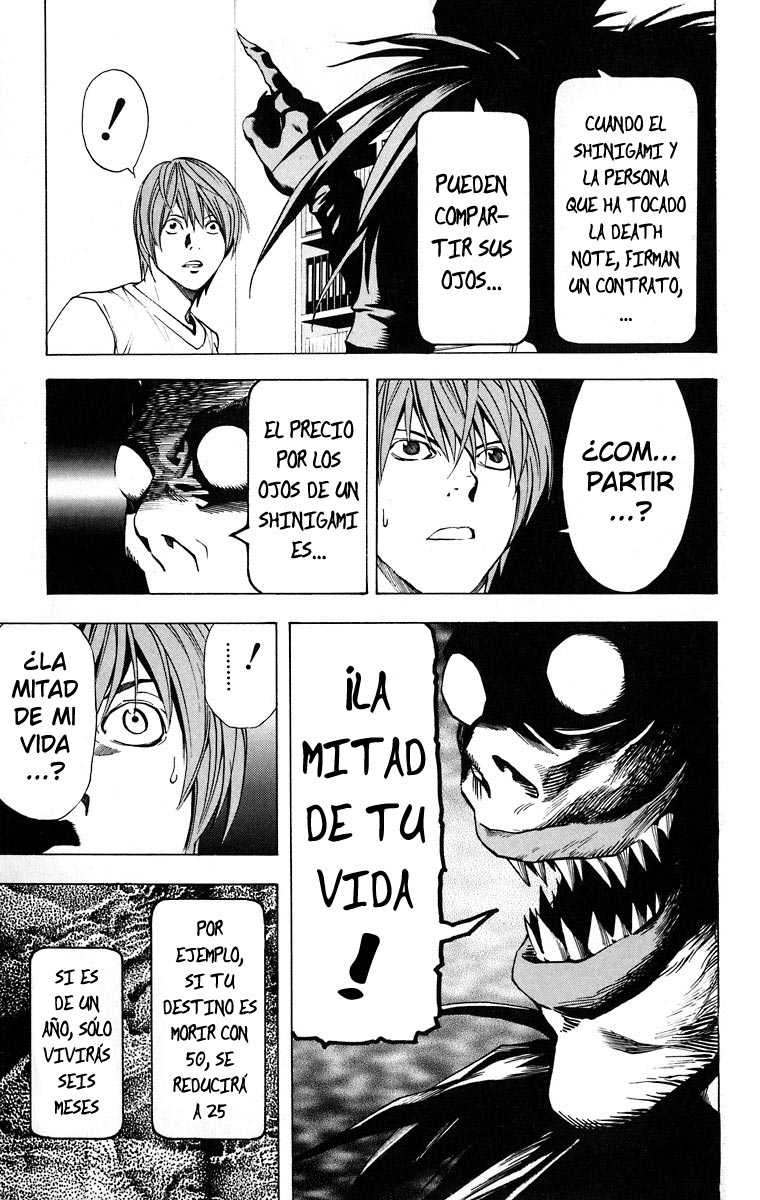 CUANDO EL
SHINIGAMI Y
LA PERSONA
QUE HA TOCADO
LA DEATH
NOTE, FIRMAN
UN CONTRATO,
...
PUEDEN
COMPAR-
TIR SUS
OJOS...
!
¿COM...
PARTIR
...?
EL PRECIO
POR LOS
OJOS DE UN
SHINIGAMI
ES...
¡LA
MITAD
DE TU
VIDA
!
.......!
¿LA
MITAD
DE MI
VIDA
...?
POR
EJEMPLO,
SI TU
DESTINO ES
MORIR CON
50, SE
REDUCIRÁ
A 25
SI ES
DE UN
AÑO, SÓLO
VIVIRÁS
SEIS
MESES